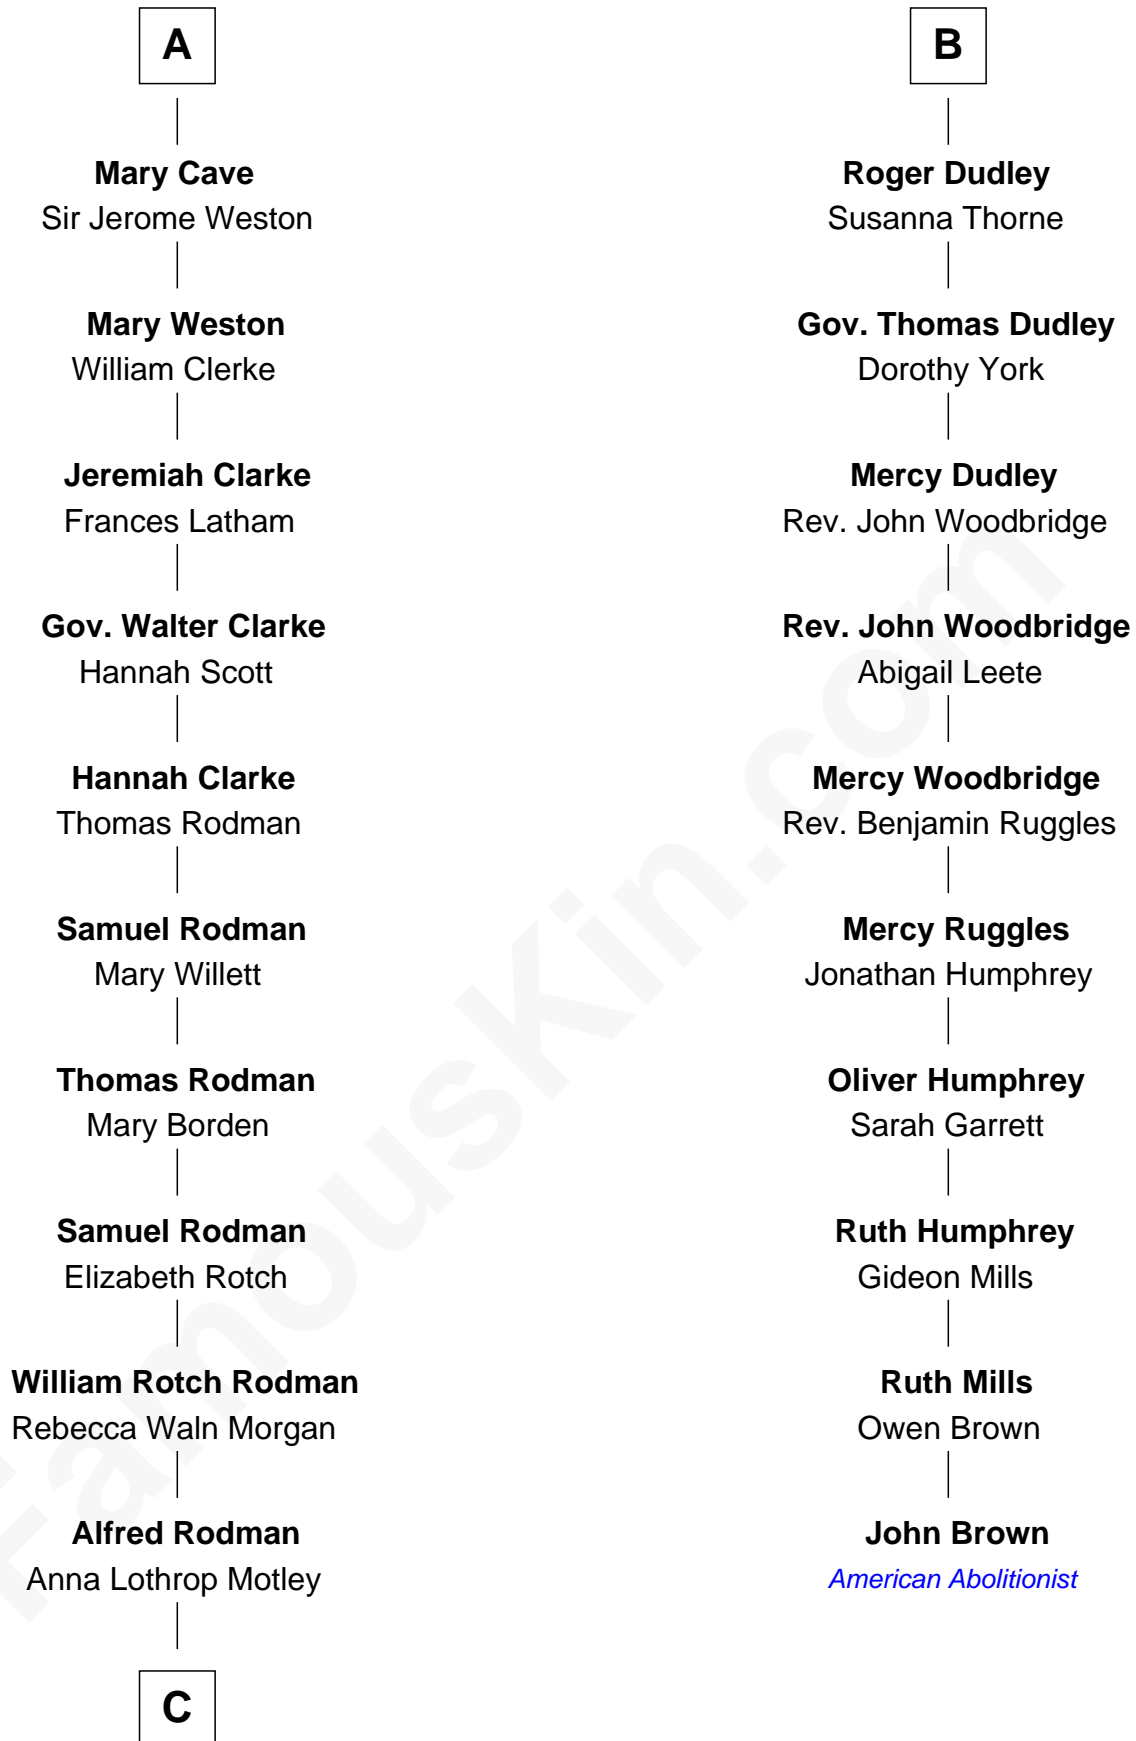 A
Mary Cave
Sir Jerome Weston
Mary Weston
William Clerke
Jeremiah Clarke
Frances Latham
Gov. Walter Clarke
Hannah Scott
Hannah Clarke
Thomas Rodman
Samuel Rodman
Mary Willett
Thomas Rodman
Mary Borden
Samuel Rodman
Elizabeth Rotch
William Rotch Rodman
Rebecca Waln Morgan
Alfred Rodman
Anna Lothrop Motley
C
B
Roger Dudley
Susanna Thorne
Gov. Thomas Dudley
Dorothy York
Mercy Dudley
Rev. John Woodbridge
Rev. John Woodbridge
Abigail Leete
Mercy Woodbridge
Rev. Benjamin Ruggles
Mercy Ruggles
Jonathan Humphrey
Oliver Humphrey
Sarah Garrett
Ruth Humphrey
Gideon Mills
Ruth Mills
Owen Brown
John Brown
American Abolitionist
FamousKin.com